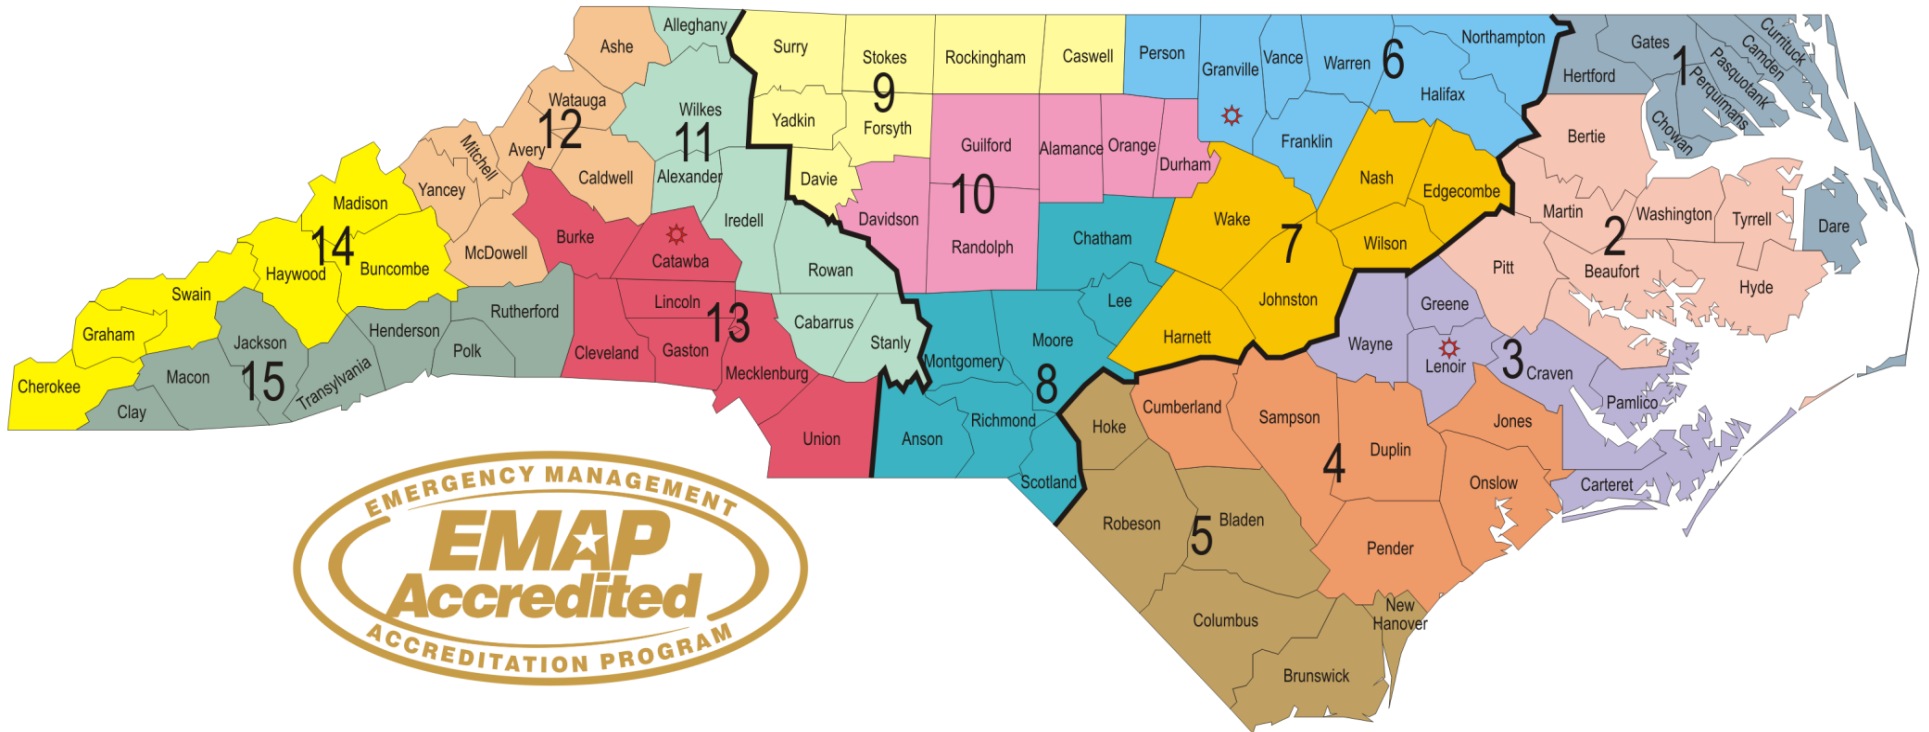 Alleghany
Ashe
Surry
Stokes
Rockingham
Caswell
Person
Granville
Vance
Warren
6
Northampton
Halifax
Hertford
Gates
1
Currituck
Camden
Pasquotank
Perquimans
Chowan
Watauga
12
Wilkes
11
9
Yadkin
Forsyth
Guilford
Alamance
Orange
Durham
Franklin
Nash
Edgecombe
Bertie
Mitchell
Avery
Yancey
Caldwell
Alexander
Davie
Davidson
10
Randolph
Chatham
Wake
7
Wilson
Martin
2
Washington
Tyrrell
Dare
Madison
14
Haywood
Buncombe
McDowell
Burke
Catawba
Iredell
Rowan
Lee
Johnston
Pitt
Beaufort
Hyde
Swain
Graham
Cherokee
Jackson
Henderson
Rutherford
Polk
Transylvania
Macon
15
Clay
Lincoln
13
Cleveland
Gaston
Mecklenburg
Cabarrus
Stanly
Union
Montgomery
Moore
8
Harnett
Greene
Wayne
Lenoir
3
Craven
Pamlico
Anson
Richmond
Scotland
Hoke
Cumberland
Sampson
4
Duplin
Jones
Onslow
Carteret
Robeson
5
Bladen
Pender
Columbus
New
Hanover
Brunswick
EMERGENCY MANAGEMENT
EMAP
Accredited
ACCREDITATION PROGRAM